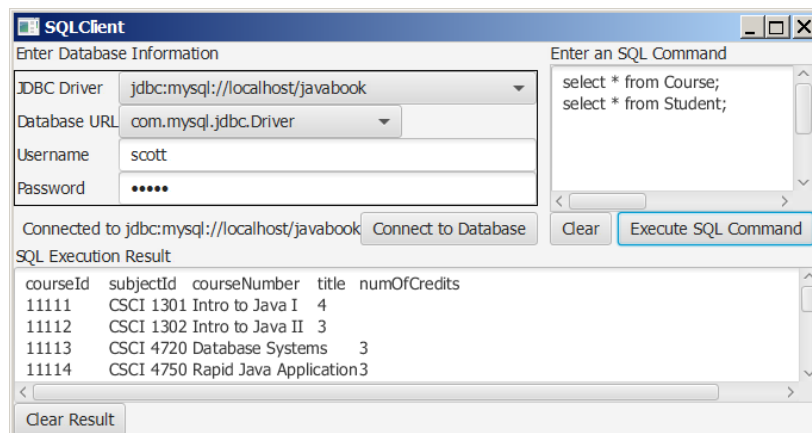 SQLClient
Enter Database Information
JDBC Driver jdbc:mysql://localhost/javabook
Database URL com.mysql.jdbc.Driver
Username scott
Password •••••
Connected to jdbc:mysql://localhost/javabook Connect to Database
Enter an SQL Command
select * from Course;
select * from Student;
Clear Execute SQL Command
SQL Execution Result
courseId subjectId courseNumber title numOfCredits
11111 CSCI 1301 Intro to Java I 4
11112 CSCI 1302 Intro to Java II 3
11113 CSCI 4720 Database Systems 3
11114 CSCI 4750 Rapid Java Application 3
Clear Result